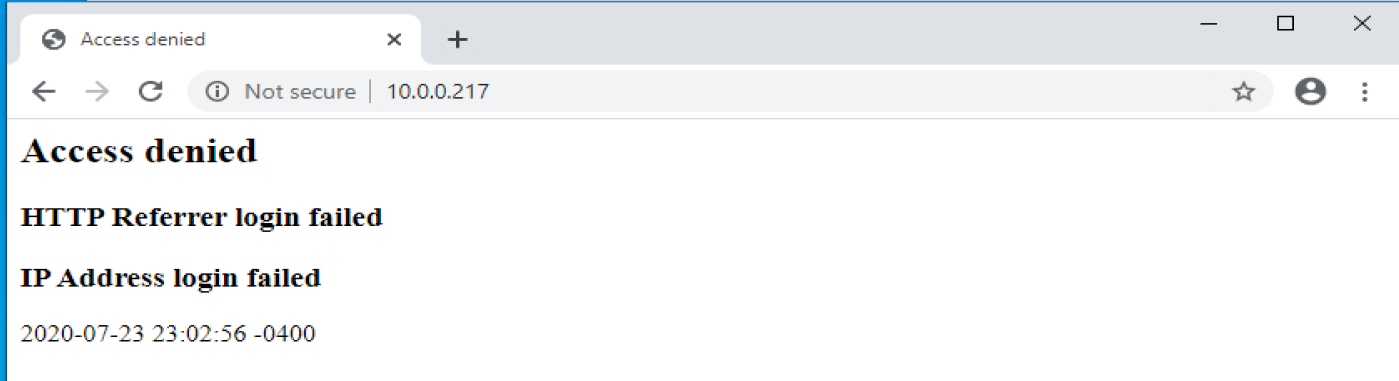 Access denied
Not secure | 10.0.0.217
Access denied
HTTP Referrer login failed
IP Address login failed
2020-07-23 23:02:56 -0400